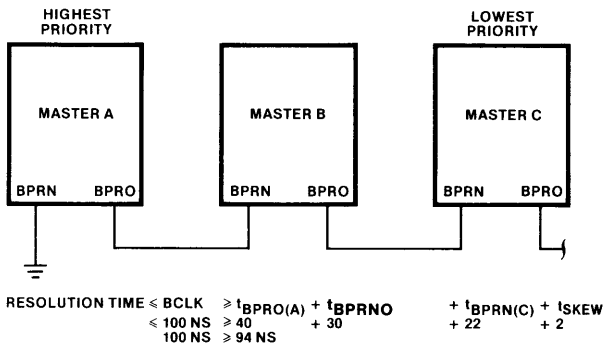 HIGHEST
PRIORITY
LOWEST
PRIORITY
MASTER A
MASTER B
MASTER C
BPRN BPRO
BPRN BPRO
BPRN BPRO
RESOLUTION TIME ≤ BCLK ≥ tBPRO(A) + tBPRNO + tBPRN(C) + tSKEW
≤ 100 NS ≥ 40 + 30 + 22 + 2
100 NS ≥ 94 NS